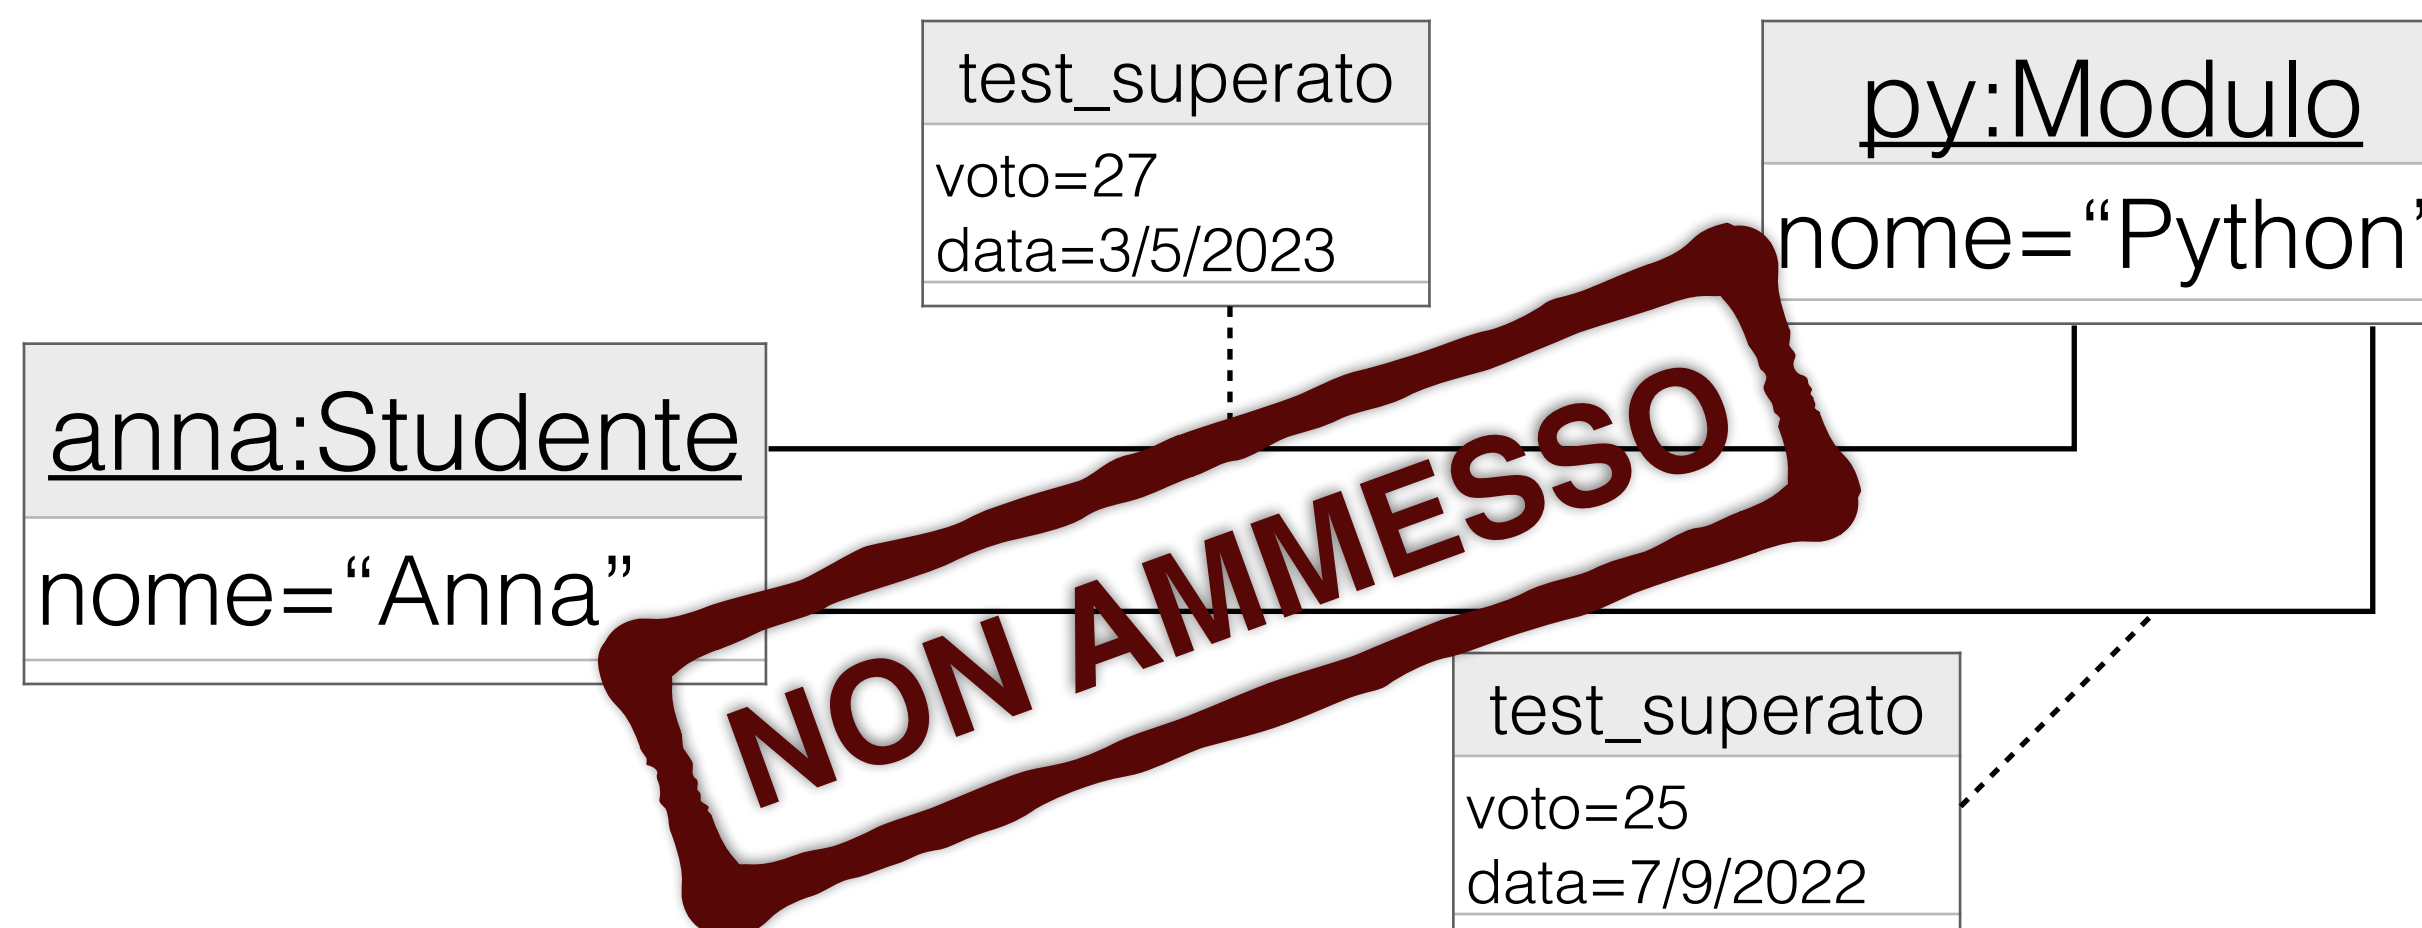 test_superato
voto=27
data=3/5/2023
py:Modulo
nome=“Python”
anna:Studente
nome=“Anna”
NON AMMESSO
test_superato
voto=25
data=7/9/2022